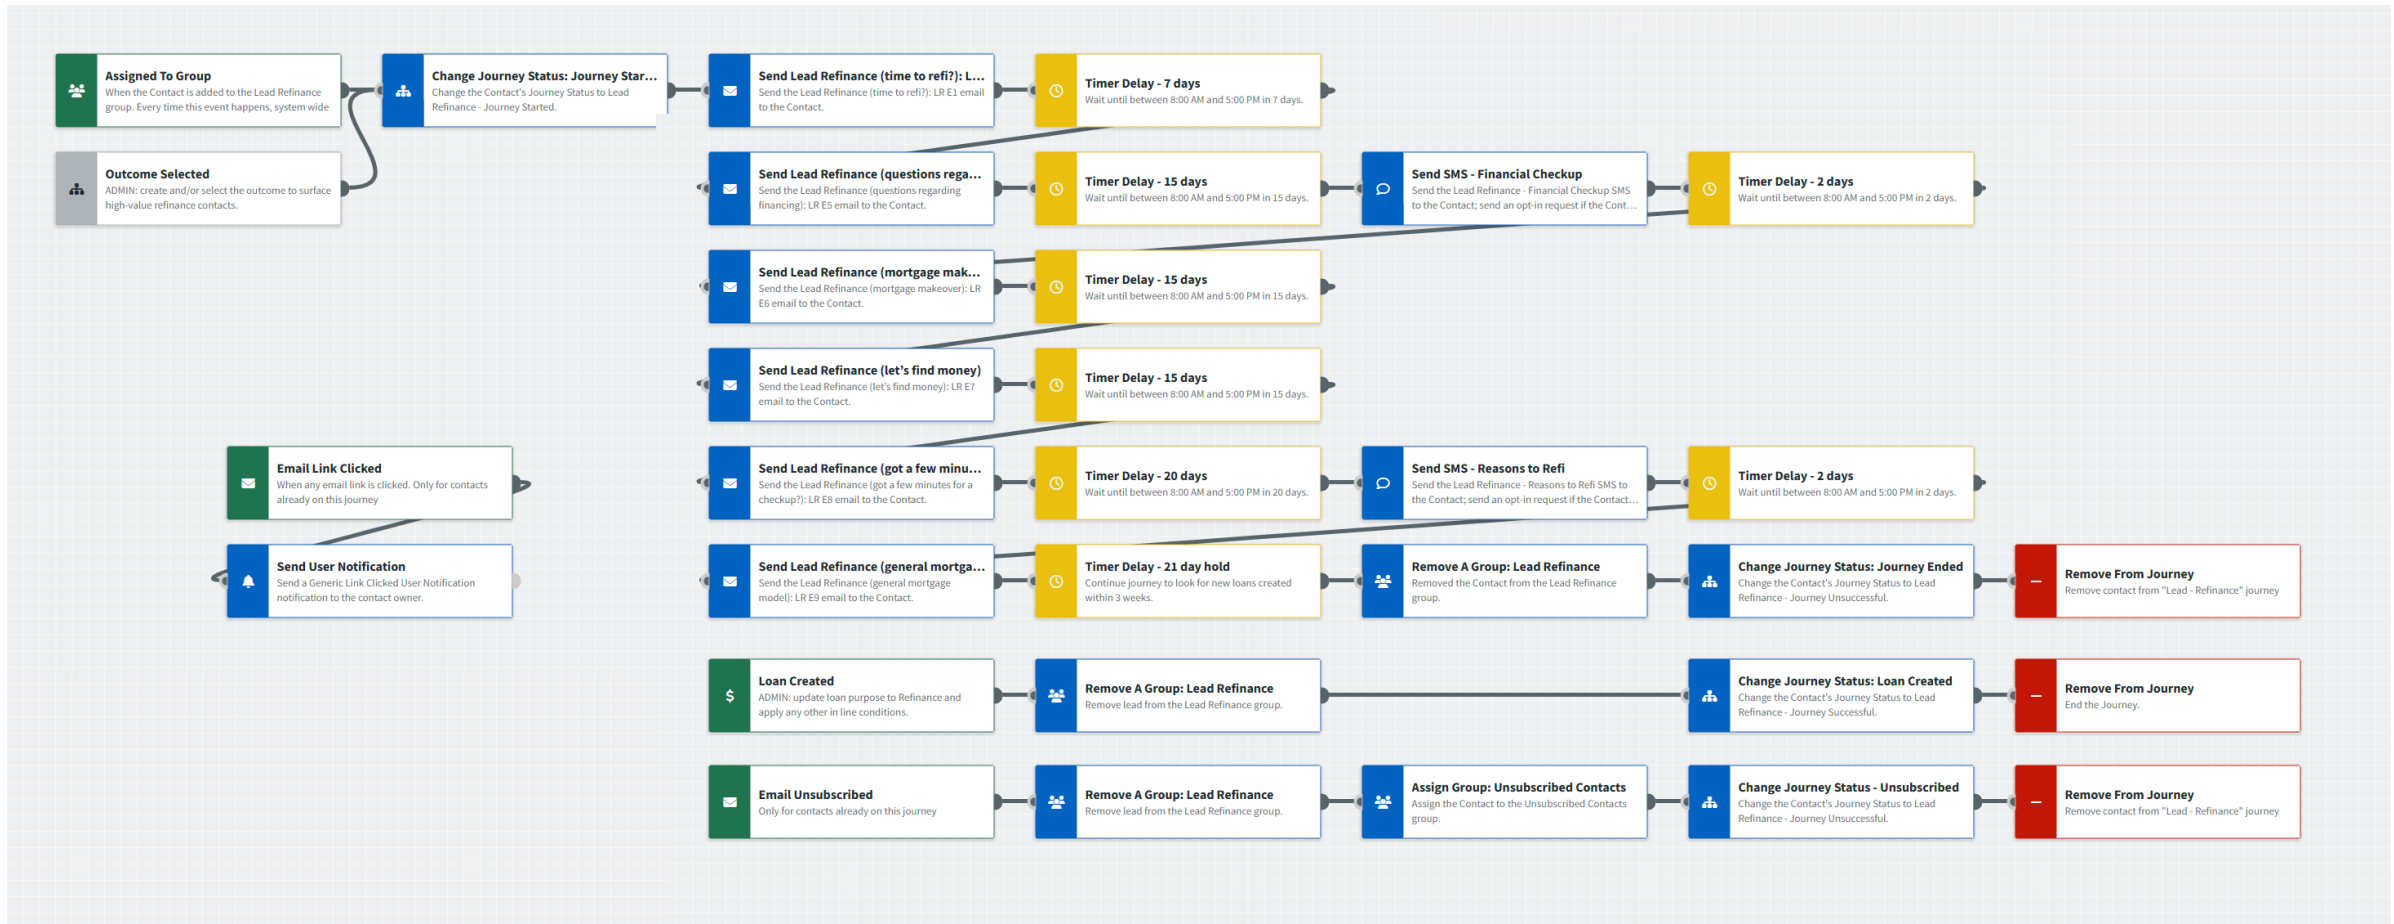 Assigned To Group
When the Contact is added to the Lead Refinance
group. Every time this event happens, system wide
Change Journey Status: Journey Star...
Change the Contact's Journey Status to Lead
Refinance - Journey Started.
Send Lead Refinance (time to refi?): L...
Send the Lead Refinance (time to refi?): LR E1 email
to the Contact.
Timer Delay - 7 days
Wait until between 8:00 AM and 5:00 PM in 7 days.
Outcome Selected
ADMIN: create and/or select the outcome to surface
high-value refinance contacts.
Send Lead Refinance (questions rega...
Send the Lead Refinance (questions regarding
financing): LR E5 email to the Contact.
Timer Delay - 15 days
Wait until between 8:00 AM and 5:00 PM in 15 days.
Send SMS - Financial Checkup
Send the Lead Refinance - Financial Checkup SMS
to the Contact; send an opt-in request if the Cont...
Timer Delay - 2 days
Wait until between 8:00 AM and 5:00 PM in 2 days.
Send Lead Refinance (mortgage mak...
Send the Lead Refinance (mortgage makeover): LR
E6 email to the Contact.
Timer Delay - 15 days
Wait until between 8:00 AM and 5:00 PM in 15 days.
Send Lead Refinance (let's find money)
Send the Lead Refinance (let's find money): LR E7
email to the Contact.
Timer Delay - 15 days
Wait until between 8:00 AM and 5:00 PM in 15 days.
Email Link Clicked
When any email link is clicked. Only for contacts
already on this journey
Send Lead Refinance (got a few minu...
Send the Lead Refinance (got a few minutes for a
checkup?): LR E8 email to the Contact.
Timer Delay - 20 days
Wait until between 8:00 AM and 5:00 PM in 20 days.
Send SMS - Reasons to Refi
Send the Lead Refinance - Reasons to Refi SMS to
the Contact; send an opt-in request if the Contact...
Timer Delay - 2 days
Wait until between 8:00 AM and 5:00 PM in 2 days.
Send User Notification
Send a Generic Link Clicked User Notification
notification to the contact owner.
Send Lead Refinance (general mortga...
Send the Lead Refinance (general mortgage
model): LR E9 email to the Contact.
Timer Delay - 21 day hold
Continue journey to look for new loans created
within 3 weeks.
Remove A Group: Lead Refinance
Removed the Contact from the Lead Refinance
group.
Change Journey Status: Journey Ended
Change the Contact's Journey Status to Lead
Refinance - Journey Unsuccessful.
Remove From Journey
Remove contact from "Lead - Refinance" journey
Loan Created
ADMIN: update loan purpose to Refinance and
apply any other in line conditions.
Remove A Group: Lead Refinance
Remove lead from the Lead Refinance group.
Change Journey Status: Loan Created
Change the Contact's Journey Status to Lead
Refinance - Journey Successful.
Remove From Journey
End the Journey.
Email Unsubscribed
Only for contacts already on this journey
Remove A Group: Lead Refinance
Remove lead from the Lead Refinance group.
Assign Group: Unsubscribed Contacts
Assign the Contact to the Unsubscribed Contacts
group.
Change Journey Status - Unsubscribed
Change the Contact's Journey Status to Lead
Refinance - Journey Unsuccessful.
Remove From Journey
Remove contact from "Lead - Refinance" journey